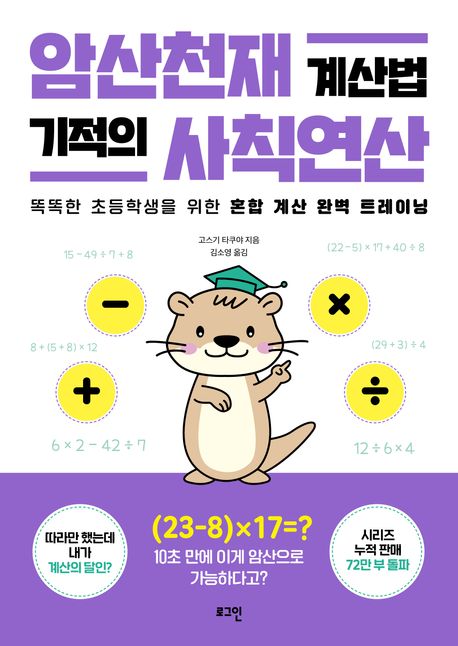 암산천재 계산법
기적의 사칙연산
똑똑한 초등학생을 위한 혼합 계산 완벽 트레이닝
고스기 타쿠야 지음
김소영 옮김
15 - 49 ÷ 7 + 8
(22 - 5) × 17 + 40 ÷ 8
−
×
8 + (5 + 8) × 12
(29 + 3) ÷ 4
+
÷
6 × 2 - 42 ÷ 7
12 ÷ 6 × 4
(23-8)×17=?
10초 만에 이게 암산으로
가능하다고?
따라만 했는데
내가
계산의 달인?
시리즈
누적 판매
72만 부 돌파
로그인